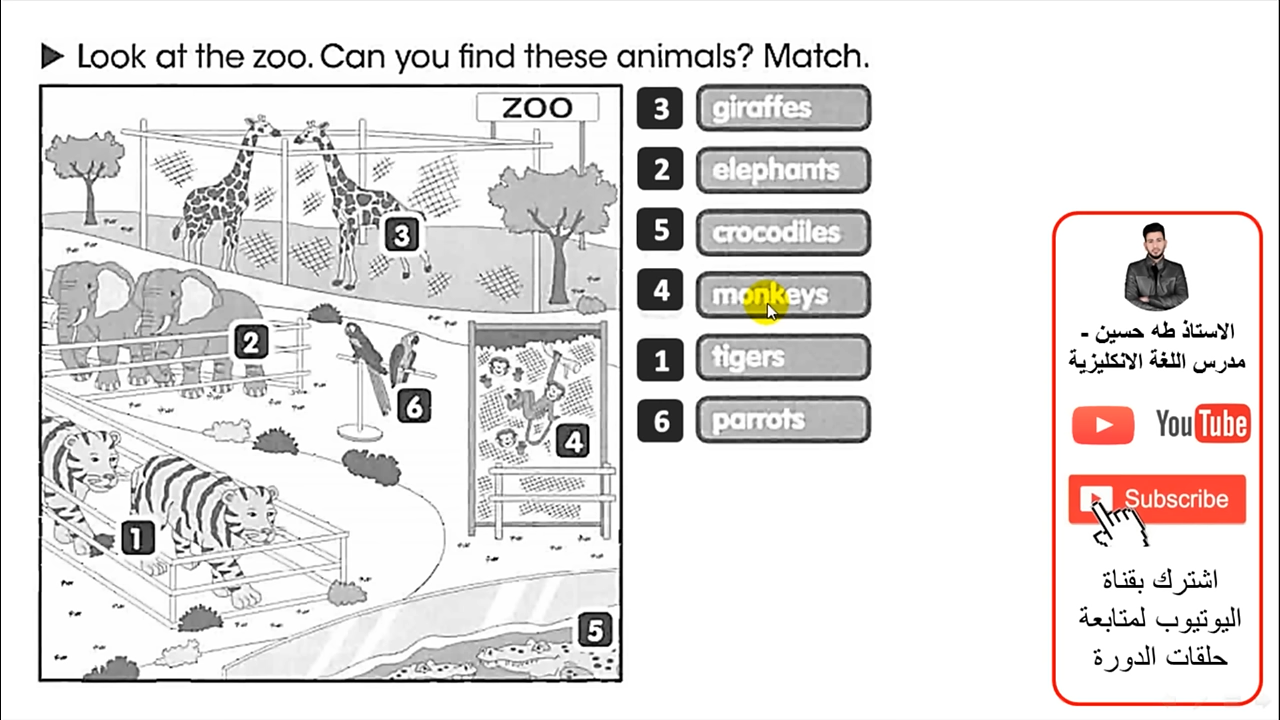 Look at the zoo. Can you find these animals? Match.
ZOO
3 giraffes
2 elephants
5 crocodiles
4 monkeys
1 tigers
6 parrots
3
2
6
4
1
5
الاستاذ طه حسين -
مدرس اللغة الانكليزية
YouTube
Subscribe
اشترك بقناة
اليوتيوب لمتابعة
حلقات الدورة